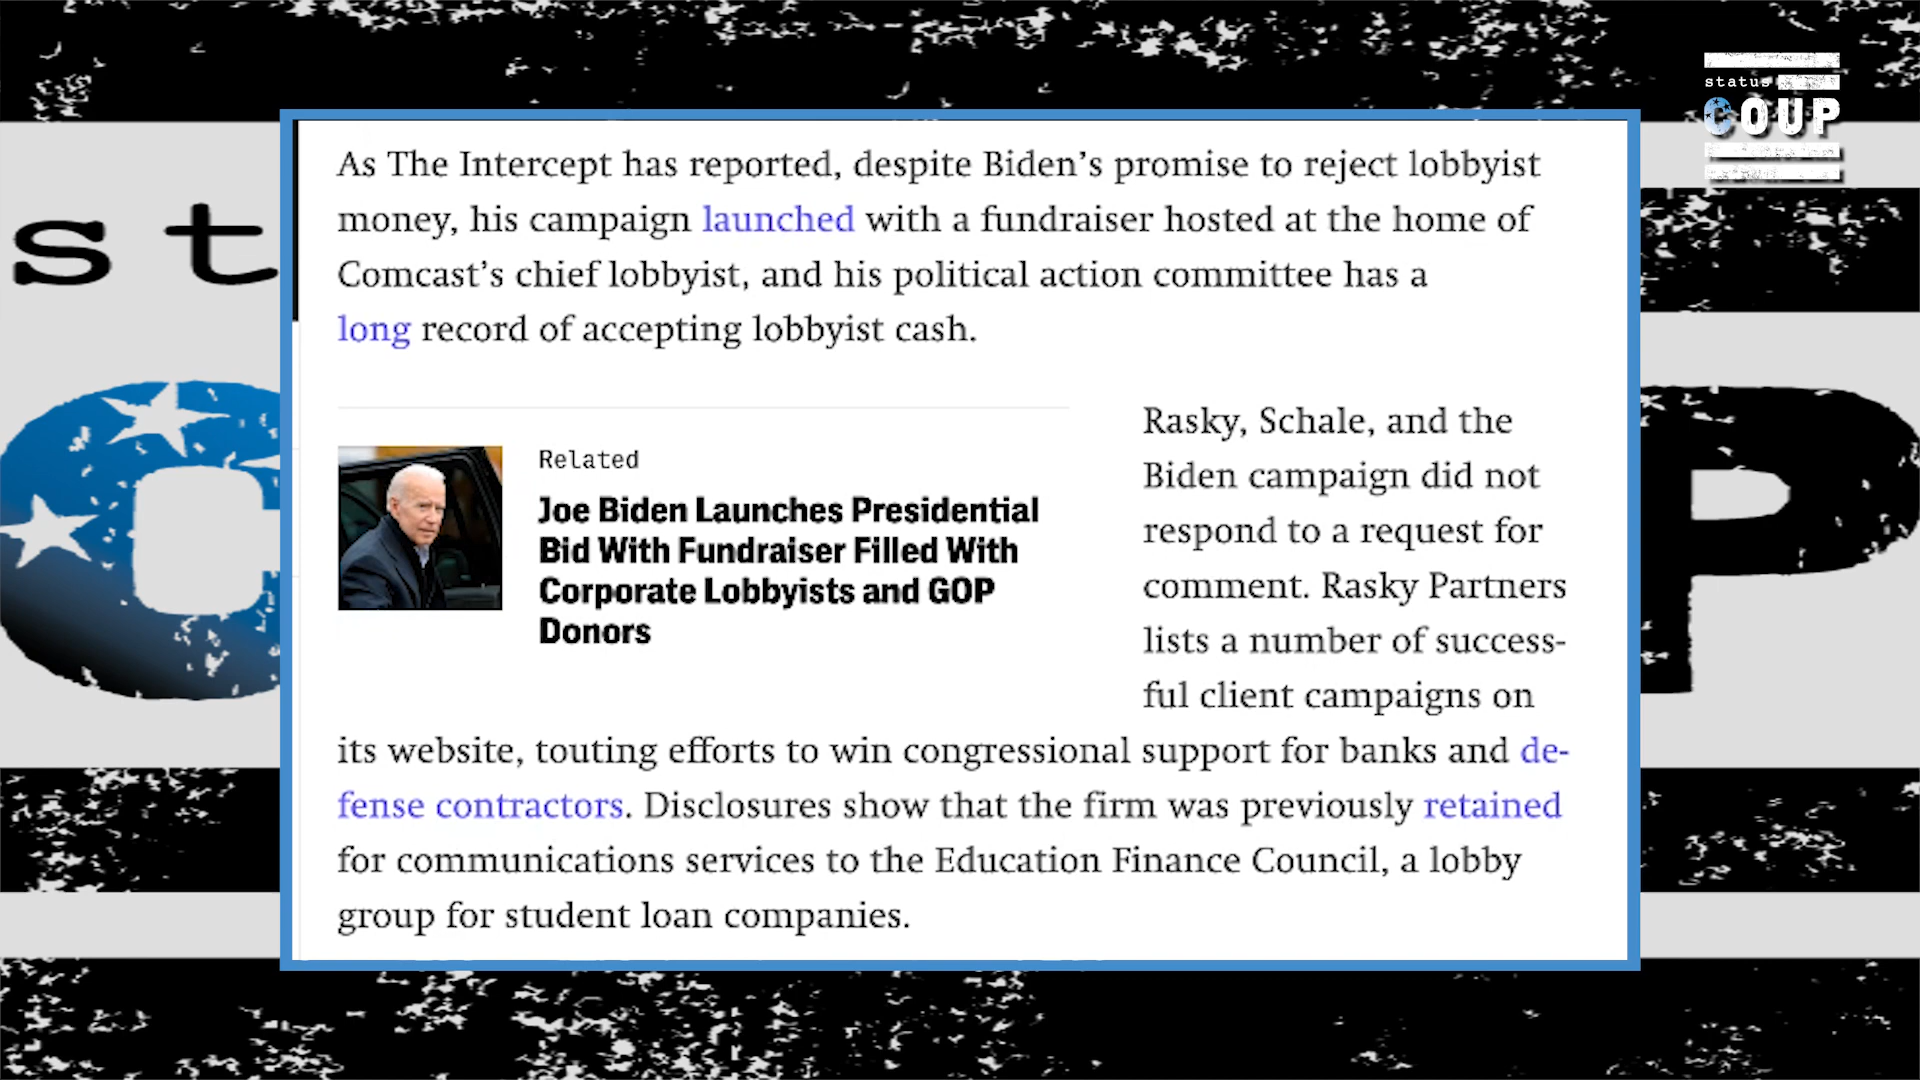 status
COUP
st
C
P
As The Intercept has reported, despite Biden’s promise to reject lobbyist
money, his campaign launched with a fundraiser hosted at the home of
Comcast’s chief lobbyist, and his political action committee has a
long record of accepting lobbyist cash.
Related
Joe Biden Launches Presidential
Bid With Fundraiser Filled With
Corporate Lobbyists and GOP
Donors
Rasky, Schale, and the
Biden campaign did not
respond to a request for
comment. Rasky Partners
lists a number of success-
ful client campaigns on
its website, touting efforts to win congressional support for banks and de-
fense contractors. Disclosures show that the firm was previously retained
for communications services to the Education Finance Council, a lobby
group for student loan companies.